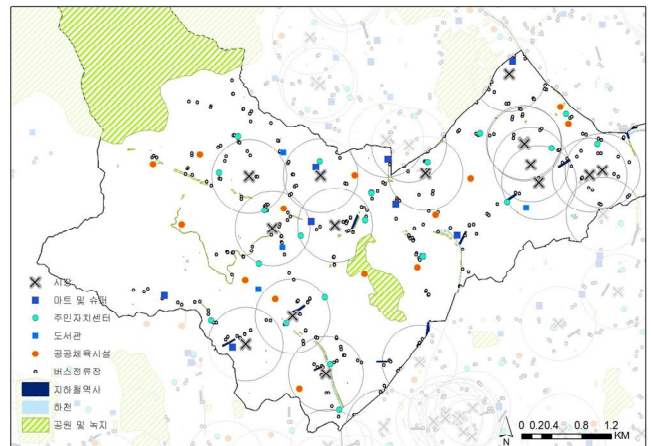 시장
마트 및 슈퍼
주민자치센터
도서관
공공체육시설
버스정류장
지하철역사
하천
공원 및 녹지
N
0 0.20.4 0.8 1.2
KM